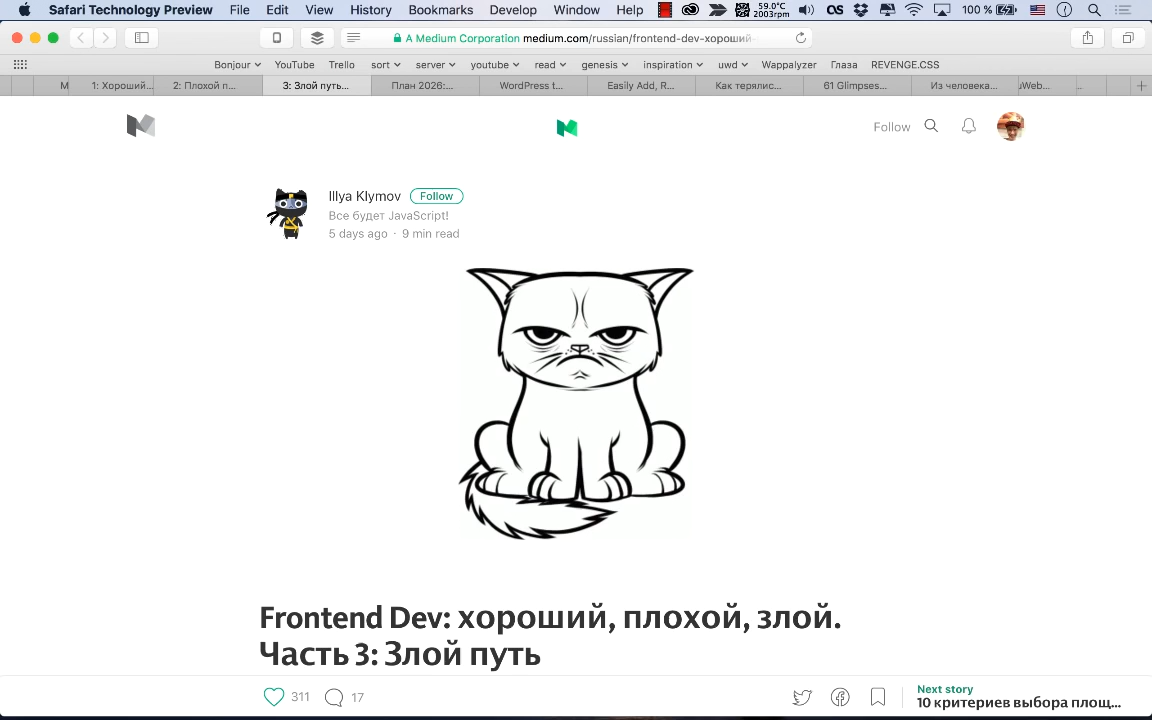 Safari Technology Preview File Edit View History Bookmarks Develop Window Help 59.0°C 2003rpm 100 %
A Medium Corporation medium.com/russian/frontend-dev-хороший-
Bonjour YouTube Trello sort server youtube read genesis inspiration uwd Wappalyzer Глаза REVENGE.CSS
M 1: Хороший... 2: Плохой п... 3: Злой путь... План 2026:... WordPress t... Easily Add, R... Как терялис... 61 Glimpses... Из человека... uWeb... ...
Follow
Illya Klymov Follow
Все будет JavaScript!
5 days ago · 9 min read
Frontend Dev: хороший, плохой, злой.
Часть 3: Злой путь
311 17
Next story
10 критериев выбора площ...